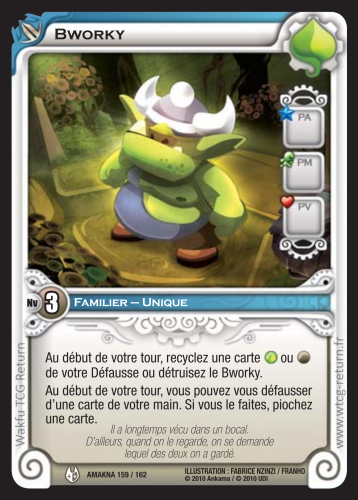 BWORKY
PA
PM
PV
Nv 3 FAMILIER – UNIQUE
Au début de votre tour, recyclez une carte ou
de votre Défausse ou détruisez le Bworky.
Au début de votre tour, vous pouvez vous défausser
d'une carte de votre main. Si vous le faites, piochez
une carte.
Il a longtemps vécu dans un bocal.
D'ailleurs, quand on le regarde, on se demande
lequel des deux on a gardé.
AMAKNA 159 / 162
ILLUSTRATION : FABRICE NZINZI / FRANHO
© 2010 Ankama / © 2010 UDI
Wakfu TCG Return
www.wtcg-return.fr